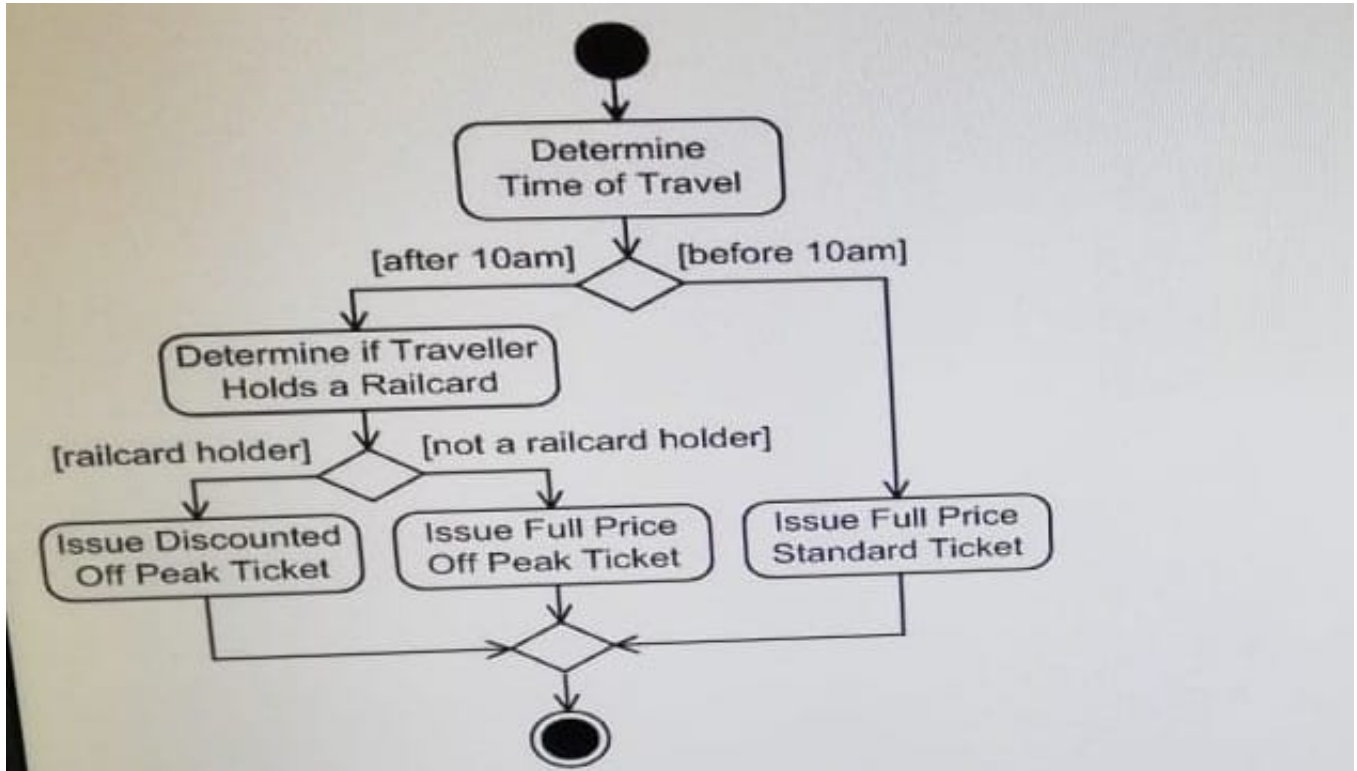 Determine
Time of Travel
[after 10am]
[before 10am]
Determine if Traveller
Holds a Railcard
[railcard holder]
[not a railcard holder]
Issue Discounted
Off Peak Ticket
Issue Full Price
Off Peak Ticket
Issue Full Price
Standard Ticket